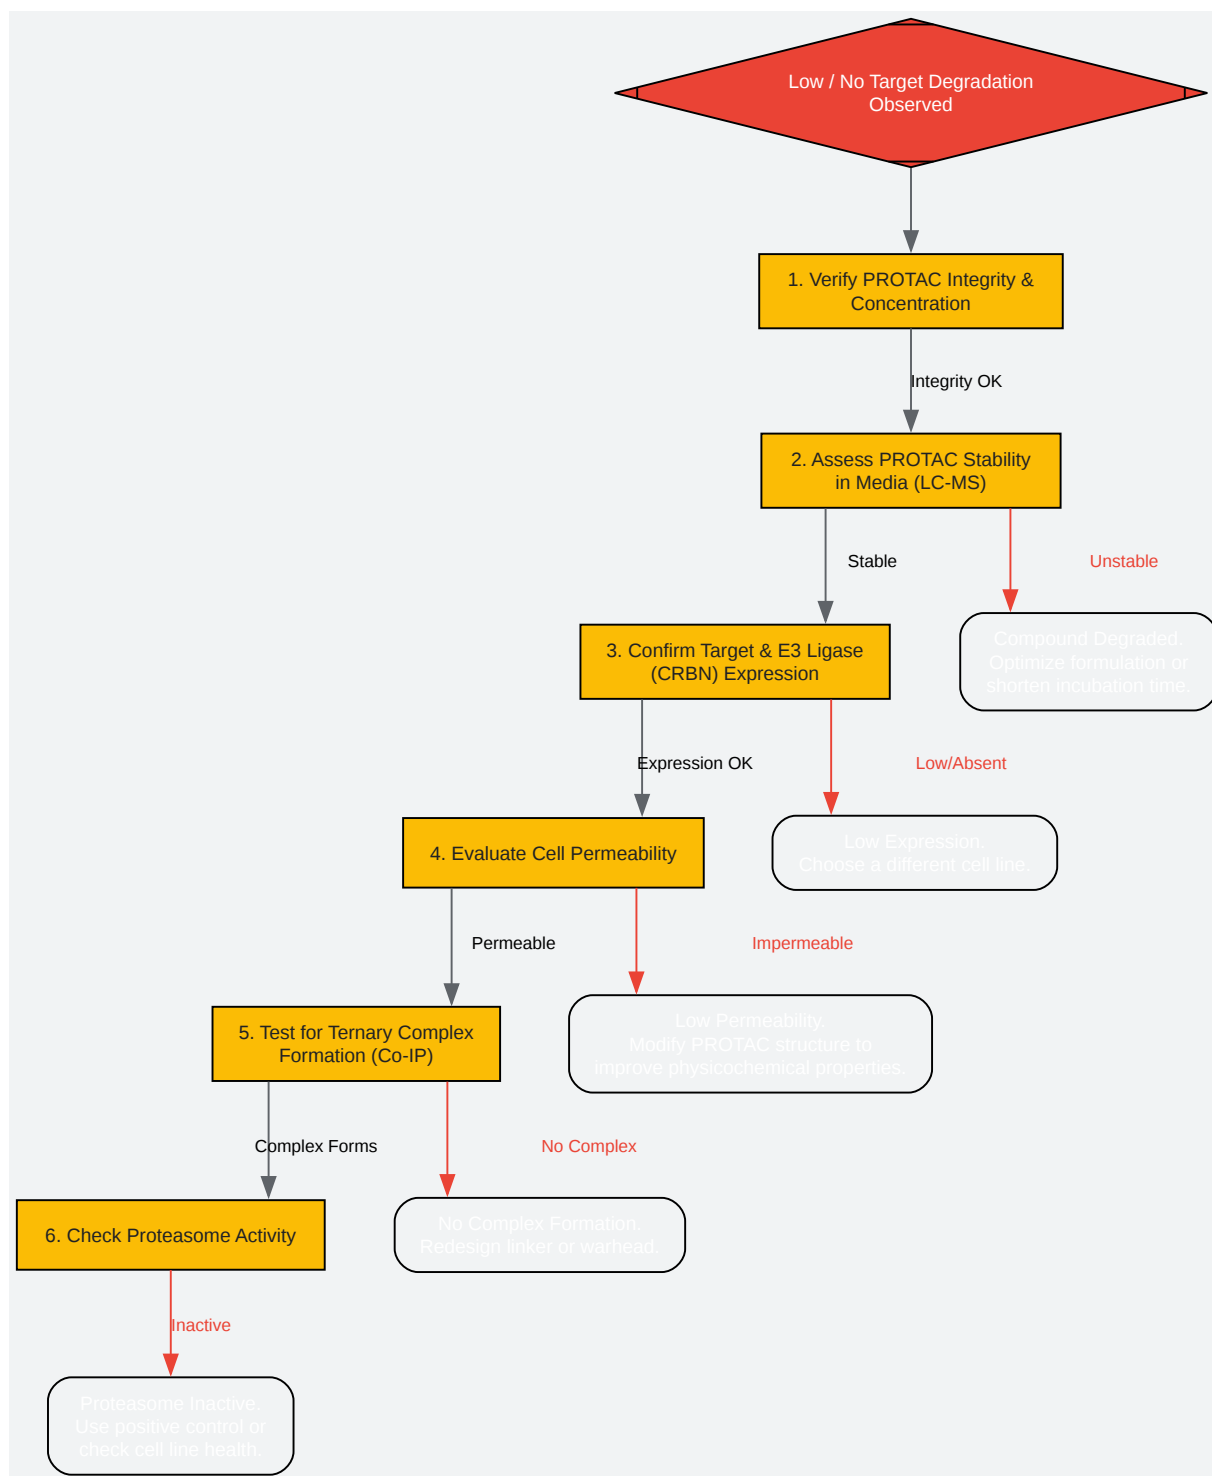 Low / No Target Degradation
Observed
1. Verify PROTAC Integrity &
Concentration
Integrity OK
2. Assess PROTAC Stability
in Media (LC-MS)
Stable
Unstable
Compound Degraded.
Optimize formulation or
shorten incubation time.
3. Confirm Target & E3 Ligase
(CRBN) Expression
Expression OK
Low/Absent
Low Expression.
Choose a different cell line.
4. Evaluate Cell Permeability
Permeable
Impermeable
Low Permeability.
Modify PROTAC structure to
improve physicochemical properties.
5. Test for Ternary Complex
Formation (Co-IP)
Complex Forms
No Complex
No Complex Formation.
Redesign linker or warhead.
6. Check Proteasome Activity
Inactive
Proteasome Inactive.
Use positive control or
check cell line health.